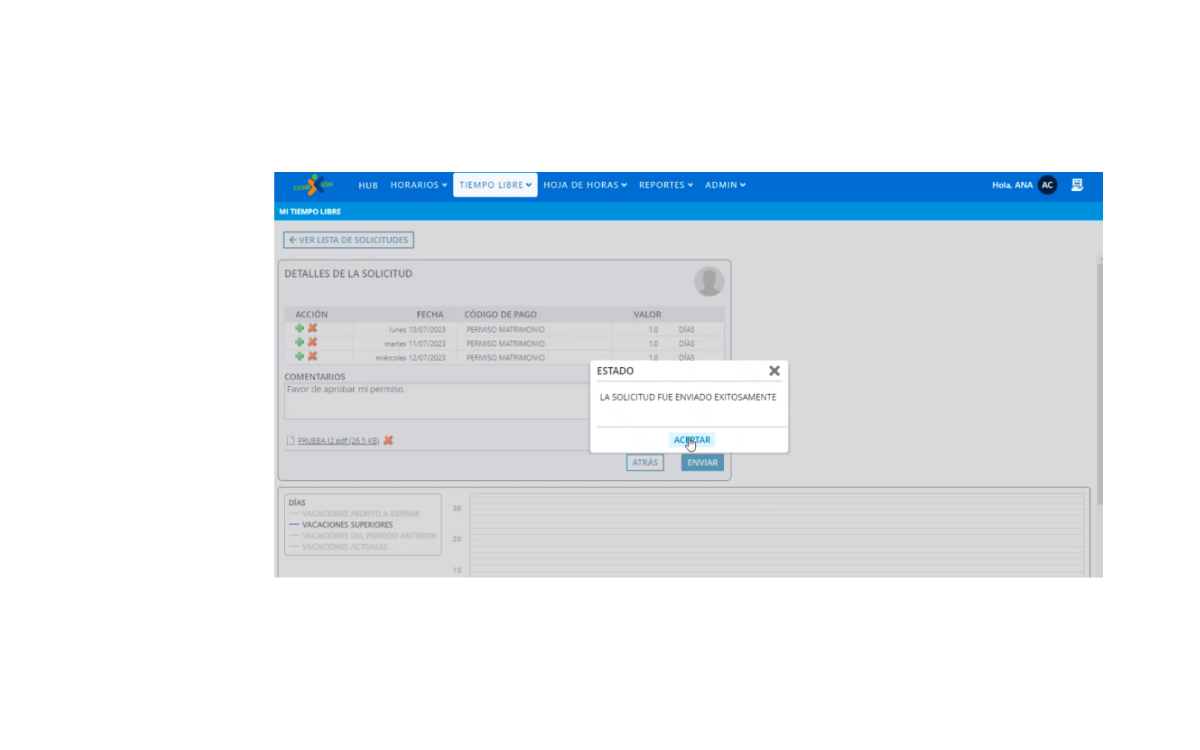 HUB HORARIOS TIEMPO LIBRE HOJA DE HORAS REPORTES ADMIN Hola, ANA AC
MI TIEMPO LIBRE
VER LISTA DE SOLICITUDES
DETALLES DE LA SOLICITUD
ACCIÓN FECHA CÓDIGO DE PAGO VALOR
lunes 10/07/2023 PERMISO MATRIMONIO 1.0 DÍAS
martes 11/07/2023 PERMISO MATRIMONIO 1.0 DÍAS
miércoles 12/07/2023 PERMISO MATRIMONIO 1.0 DÍAS
COMENTARIOS
Favor de aprobar mi permiso.
ESTADO
LA SOLICITUD FUE ENVIADO EXITOSAMENTE
ACEPTAR
PRUEBA (2.pdf (26.5 KB)
ATRÁS ENVIAR
DÍAS
VACACIONES PRONTO A EXPIRAR
VACACIONES SUPERIORES
VACACIONES DEL PERIODO ANTERIOR
VACACIONES ACTUALES
30
20
10